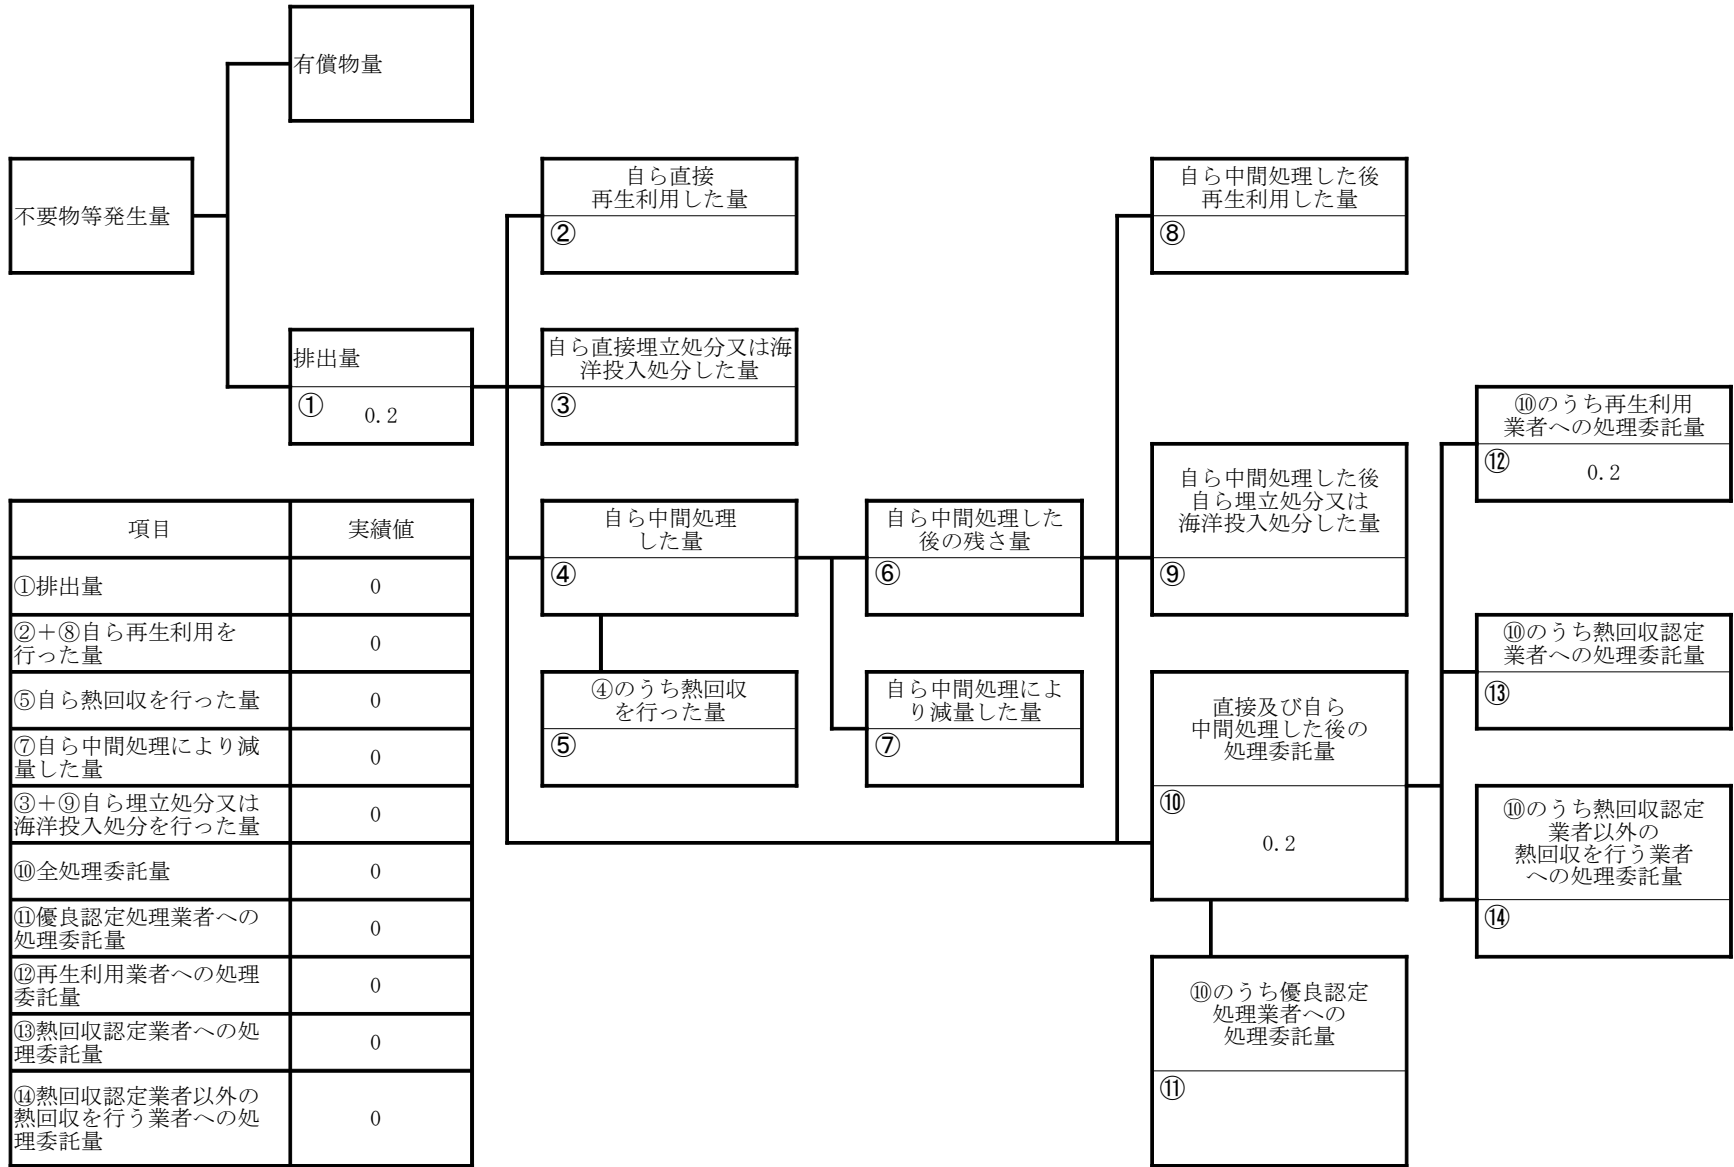 有償物量
不要物等発生量
自ら直接
再生利用した量
②
自ら中間処理した後
再生利用した量
⑧
排出量
①
0.2
自ら直接埋立処分又は海
洋投入処分した量
③
⑩のうち再生利用
業者への処理委託量
⑫
0.2
自ら中間処理
した量
④
自ら中間処理した
後の残さ量
⑥
自ら中間処理した後
自ら埋立処分又は
海洋投入処分した量
⑨
⑩のうち熱回収認定
業者への処理委託量
⑬
④のうち熱回収
を行った量
⑤
自ら中間処理によ
り減量した量
⑦
直接及び自ら
中間処理した後の
処理委託量
⑩
0.2
⑩のうち熱回収認定
業者以外の
熱回収を行う業者
への処理委託量
⑭
⑩のうち優良認定
処理業者への
処理委託量
⑪
項目 実績値
①排出量 0
②＋⑧自ら再生利用を
行った量 0
⑤自ら熱回収を行った量 0
⑦自ら中間処理により減
量した量 0
③＋⑨自ら埋立処分又は
海洋投入処分を行った量 0
⑩全処理委託量 0
⑪優良認定処理業者への
処理委託量 0
⑫再生利用業者への処理
委託量 0
⑬熱回収認定業者への処
理委託量 0
⑭熱回収認定業者以外の
熱回収を行う業者への処
理委託量 0